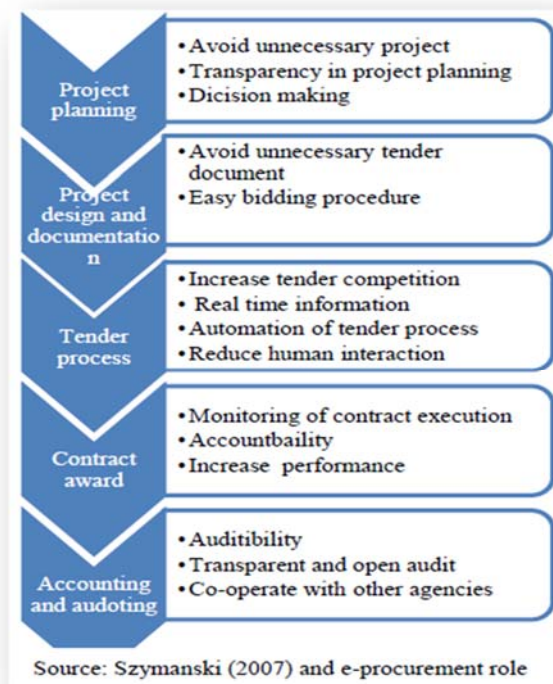 Project
planning
• Avoid unnecessary project
• Transparency in project planning
• Dicision making
Project
design and
documentatio
n
• Avoid unnecessary tender
document
• Easy bidding procedure
Tender
process
• Increase tender competition
• Real time information
• Automation of tender process
• Reduce human interaction
Contract
award
• Monitoring of contract execution
• Accountbaility
• Increase performance
Accounting
and audoting
• Auditibility
• Transparent and open audit
• Co-operate with other agencies
Source: Szymanski (2007) and e-procurement role